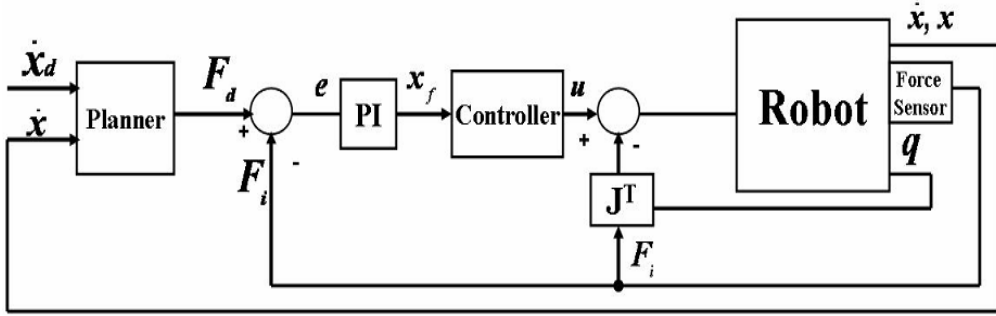 ẋ, x
ẋd
Fd
e
PI
xf
Controller
u
Robot
Force
Sensor
Planner
ẋ
+
-
+
-
q
Fi
JT
Fi